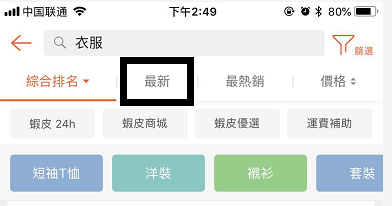 中国联通 下午2:49 80%
衣服 篩選
綜合排名 最新 最熱銷 價格
蝦皮 24h 蝦皮商城 蝦皮優選 運費補助
短袖T恤 洋裝 襯衫 套裝